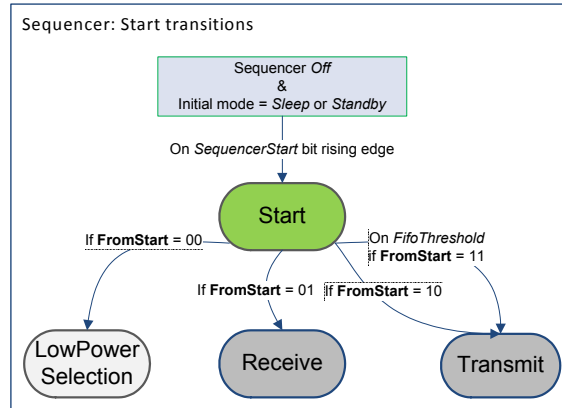 Sequencer: Start transitions
Sequencer Off
&
Initial mode = Sleep or Standby
On SequencerStart bit rising edge
Start
If FromStart = 00
On FifoThreshold
if FromStart = 11
If FromStart = 01
If FromStart = 10
LowPower
Selection
Receive
Transmit